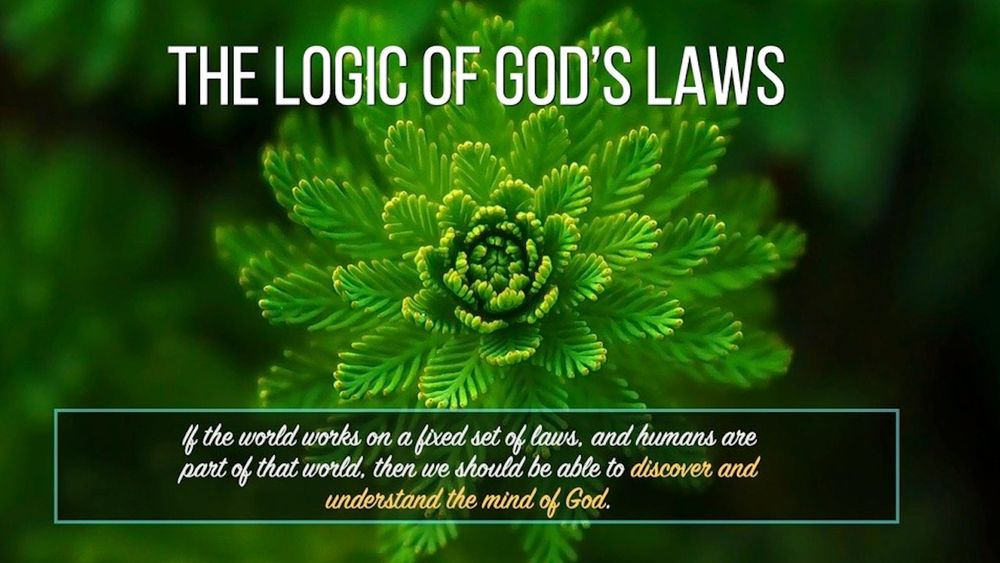 THE LOGIC OF GOD'S LAWS
If the world works on a fixed set of laws, and humans are
part of that world, then we should be able to discover and
understand the mind of God.